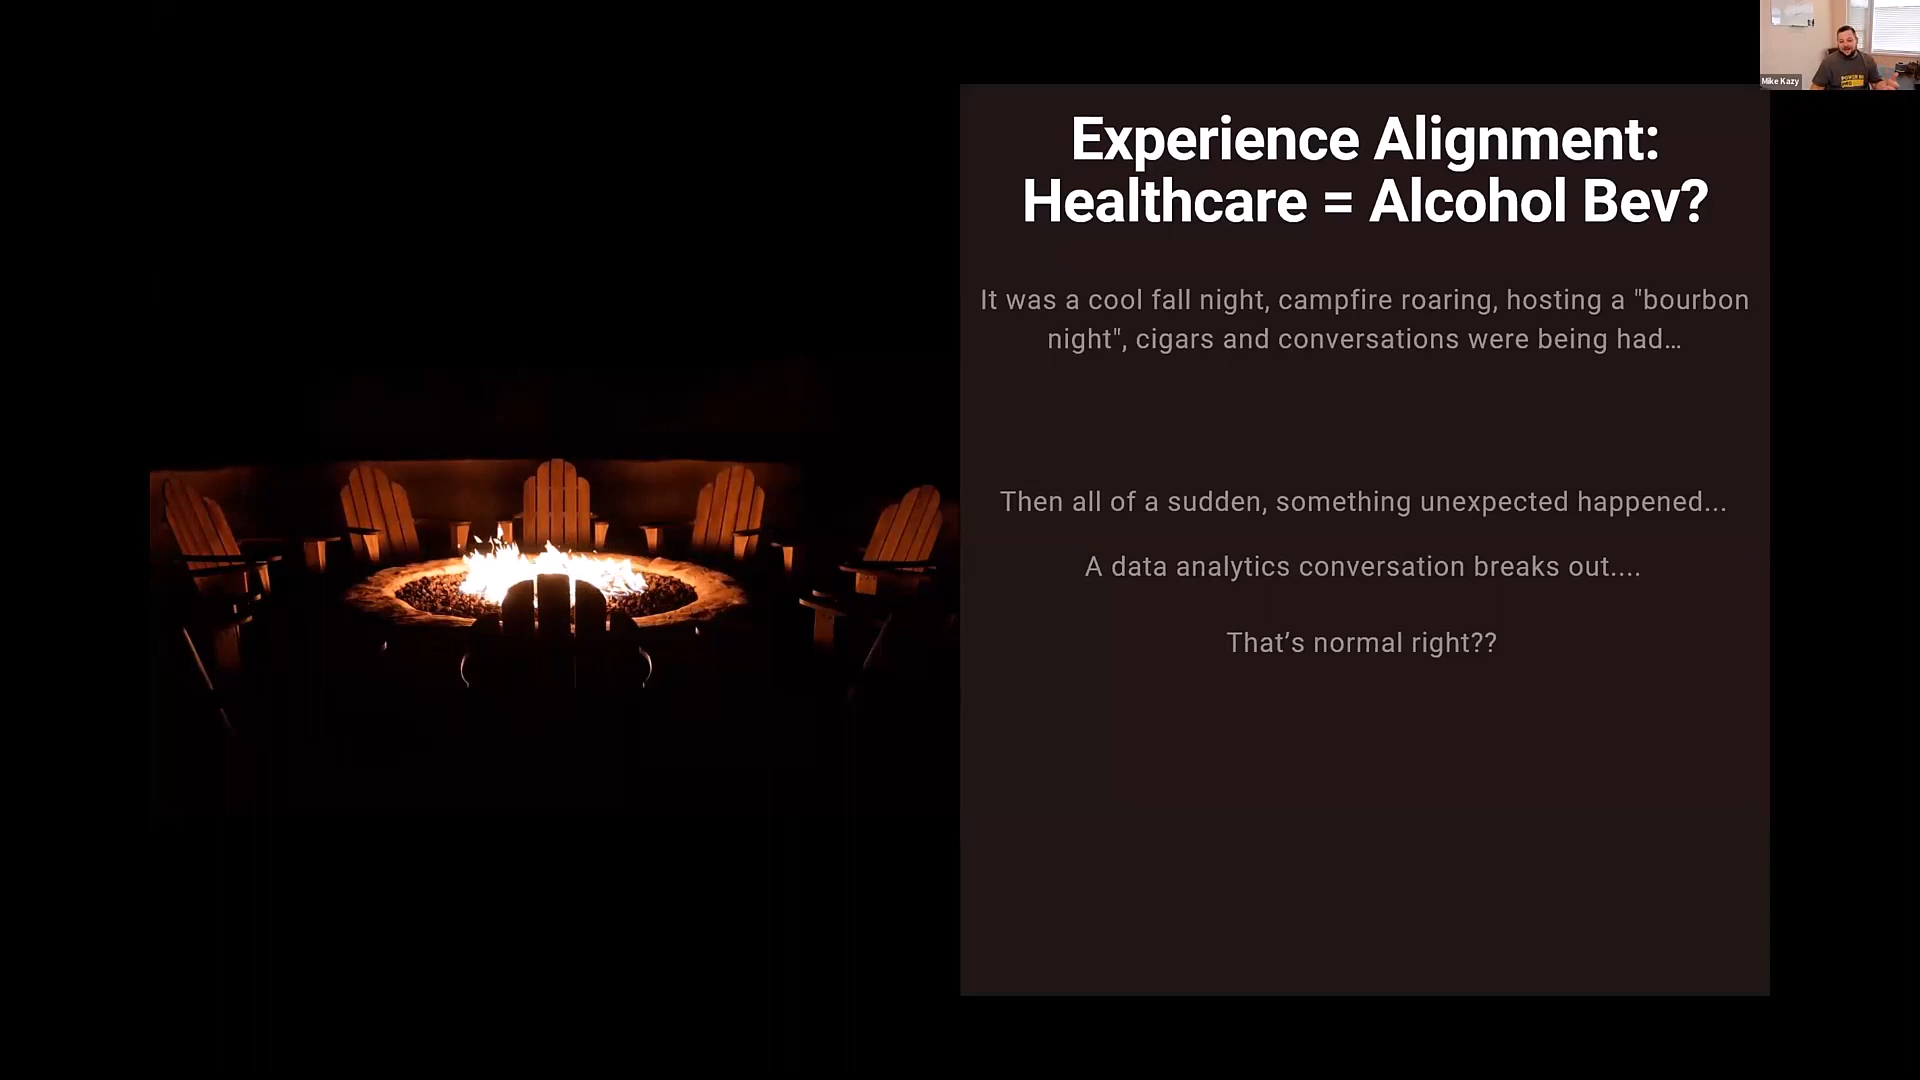 Experience Alignment:
Healthcare = Alcohol Bev?
It was a cool fall night, campfire roaring, hosting a "bourbon
night", cigars and conversations were being had…
Then all of a sudden, something unexpected happened...
A data analytics conversation breaks out....
That’s normal right??
Mike Kazy